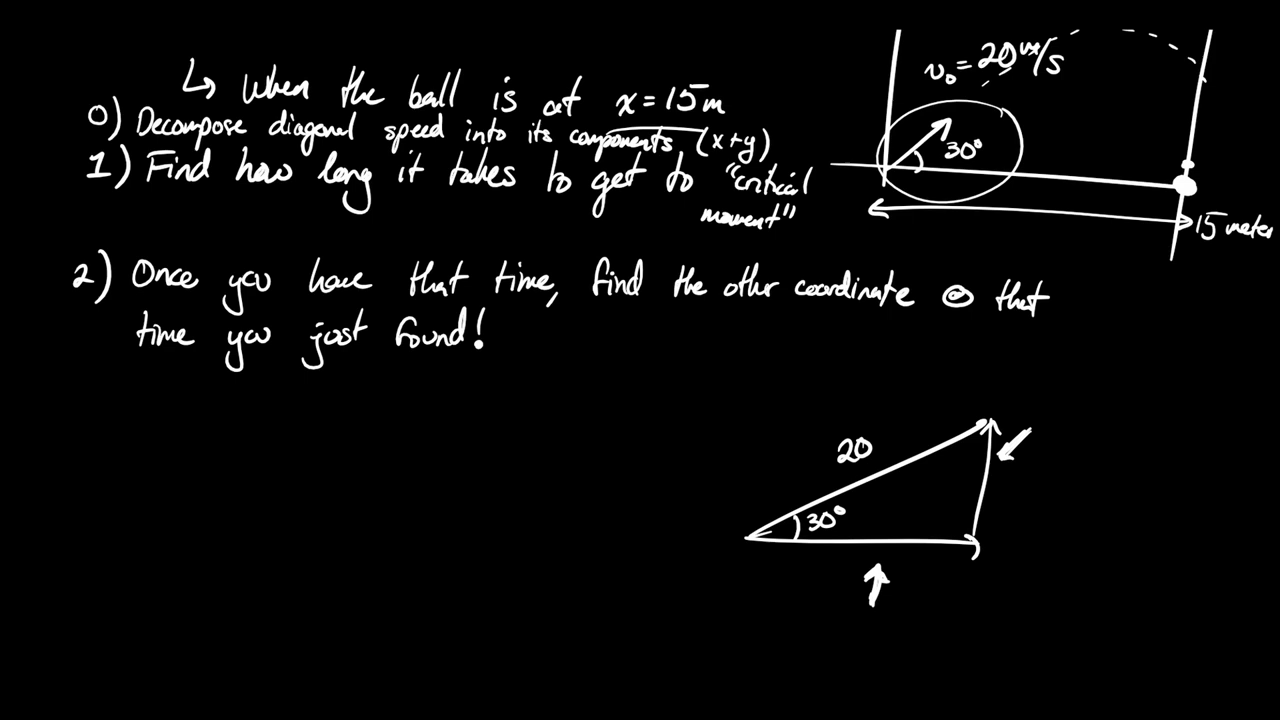 ↳ When the ball is at x = 15m
0) Decompose diagonal speed into its components (x+y)
1) Find how long it takes to get to "critical
moment"
2) Once you have that time, find the other coordinate @ that
time you just found!
v₀ = 20 m/s
30°
15 meter
20
30°